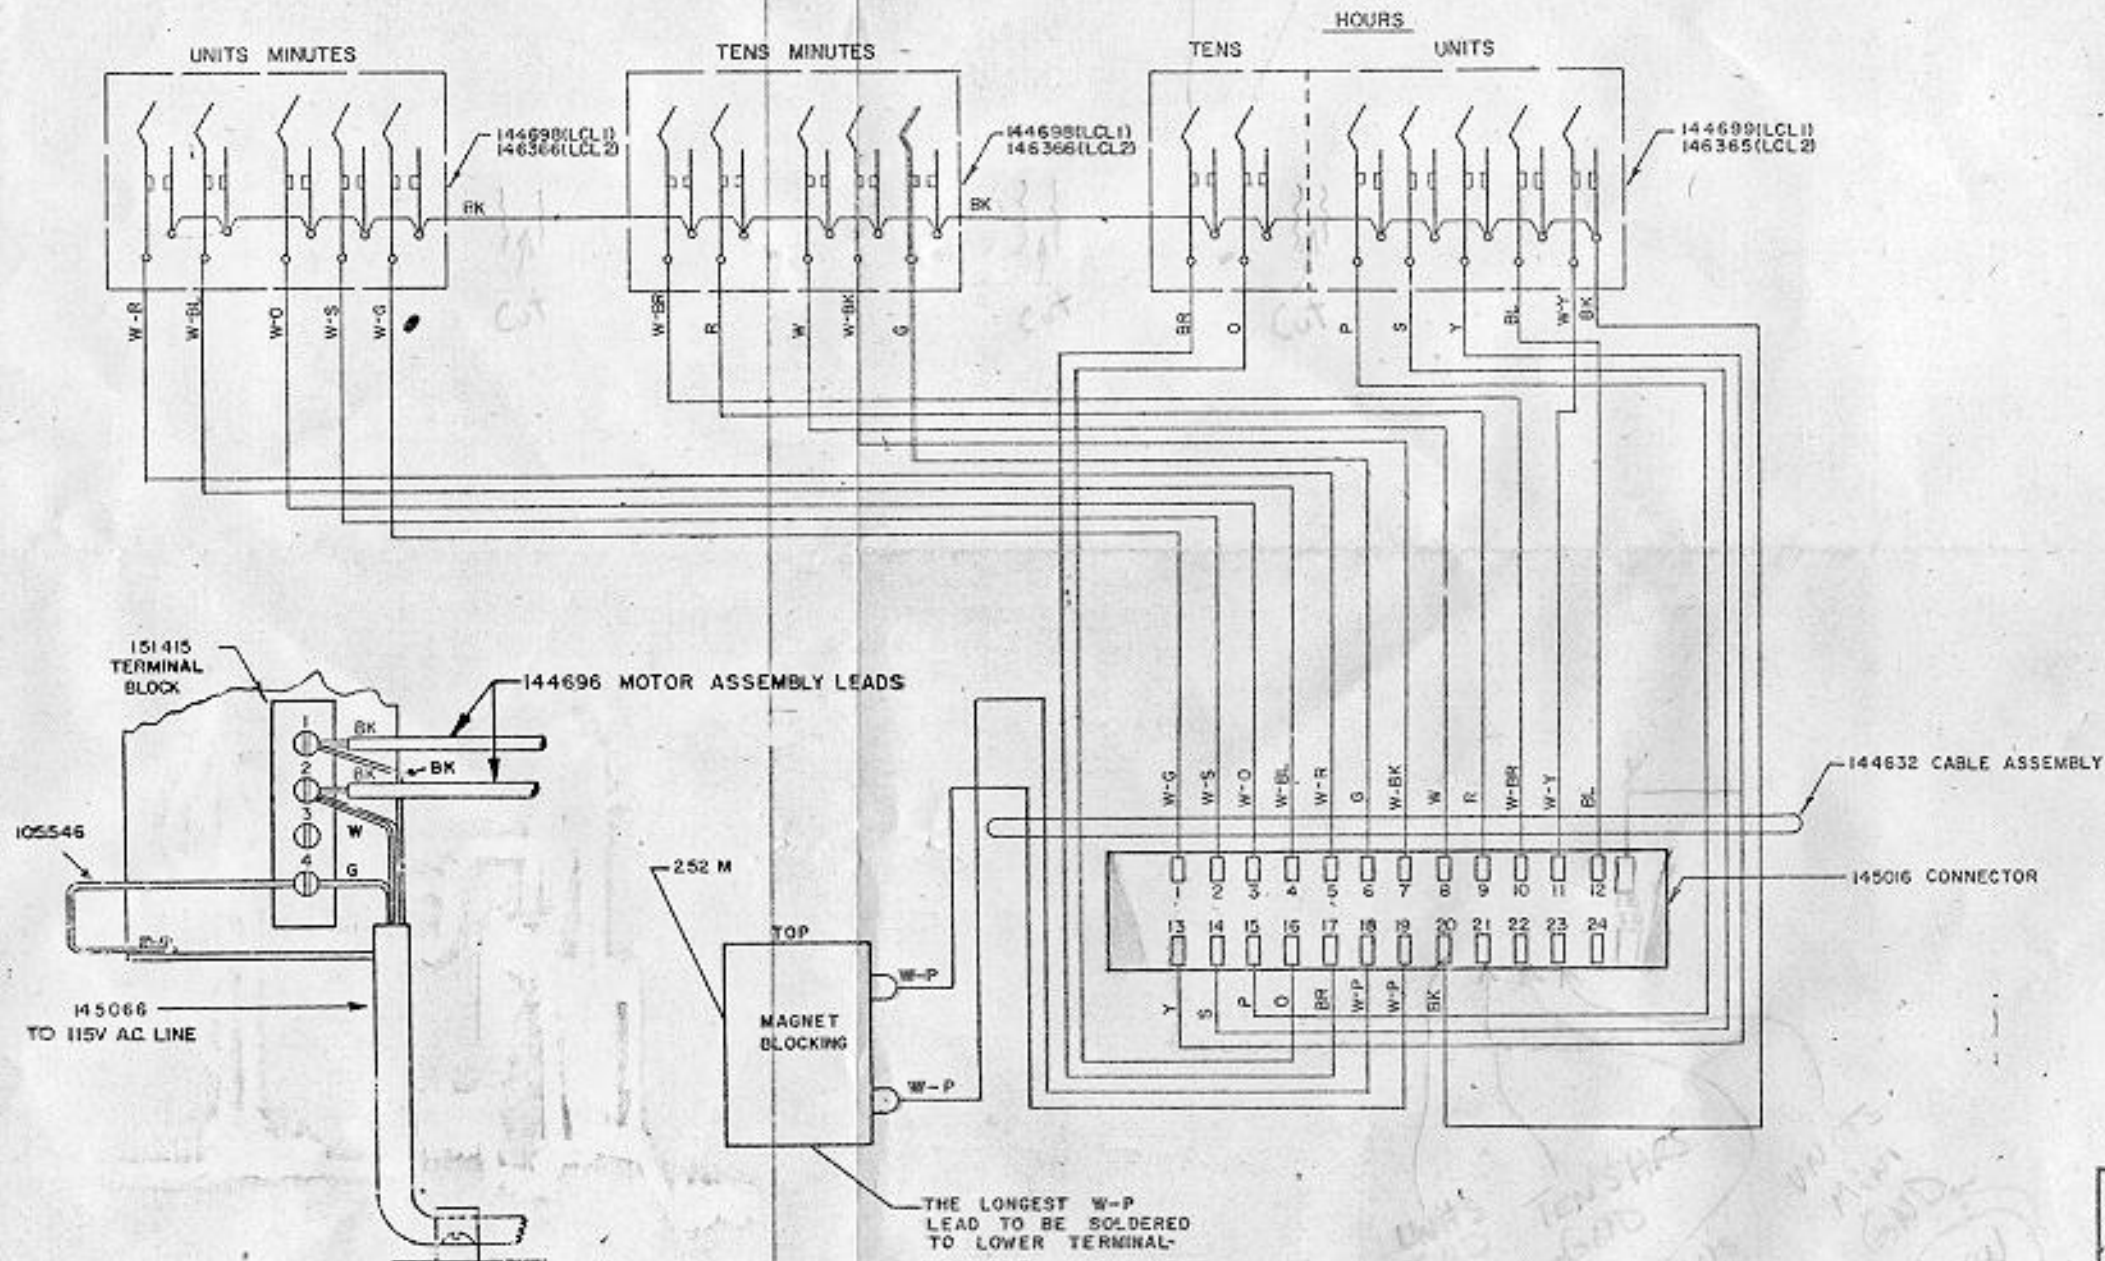 HOURS
UNITS MINUTES
TENS MINUTES
TENS
UNITS
144698(LCL1)
146366(LCL2)
144698(LCL1)
146366(LCL2)
144699(LCL1)
146365(LCL2)
BK
BK
W-R
W-BL
W-O
W-S
W-G
W-BR
R
W
W-BK
G
BR
O
P
S
Y
BL
W-Y
BK
151415
TERMINAL
BLOCK
144696 MOTOR ASSEMBLY LEADS
1
BK
2
BK
BK
3
W
4
G
105546
145066
TO 115V A.C. LINE
252 M
TOP
MAGNET
BLOCKING
W-P
W-P
THE LONGEST W-P
LEAD TO BE SOLDERED
TO LOWER TERMINAL-
W-G
W-S
W-O
W-BL
W-R
G
W-BK
W
R
W-BR
W-Y
BL
144632 CABLE ASSEMBLY
145016 CONNECTOR
1 2 3 4 5 6 7 8 9 10 11 12
13 14 15 16 17 18 19 20 21 22 23 24
Y
S
P
O
BR
W-P
W-P
BK